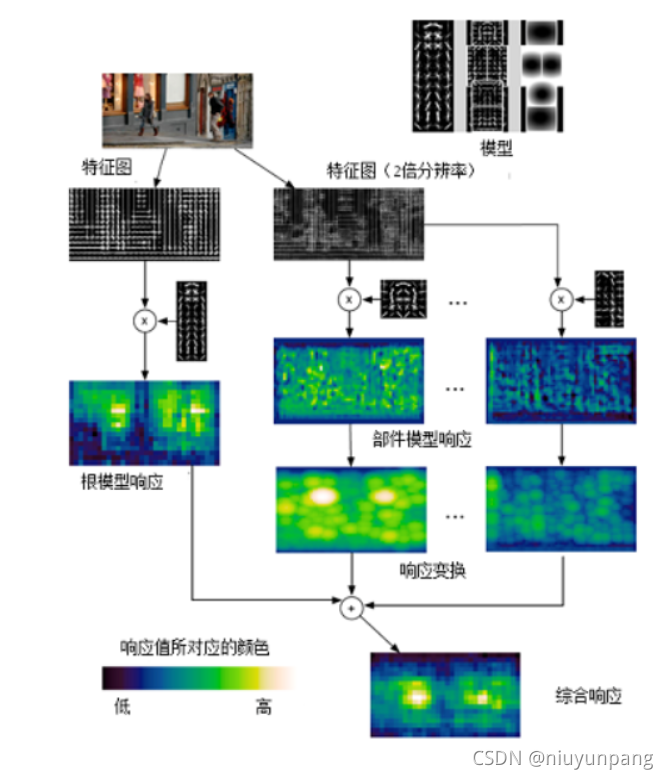 模型
特征图
特征图（2倍分辨率）
x
x
x
...
...
部件模型响应
根模型响应
...
响应变换
+
响应值所对应的颜色
低
高
综合响应
CSDN @niuyunpang